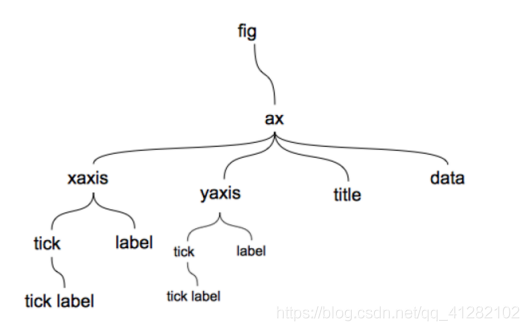 fig
ax
xaxis
yaxis
title
data
tick
label
tick
label
tick label
tick label
https://blog.csdn.net/qq_41282102